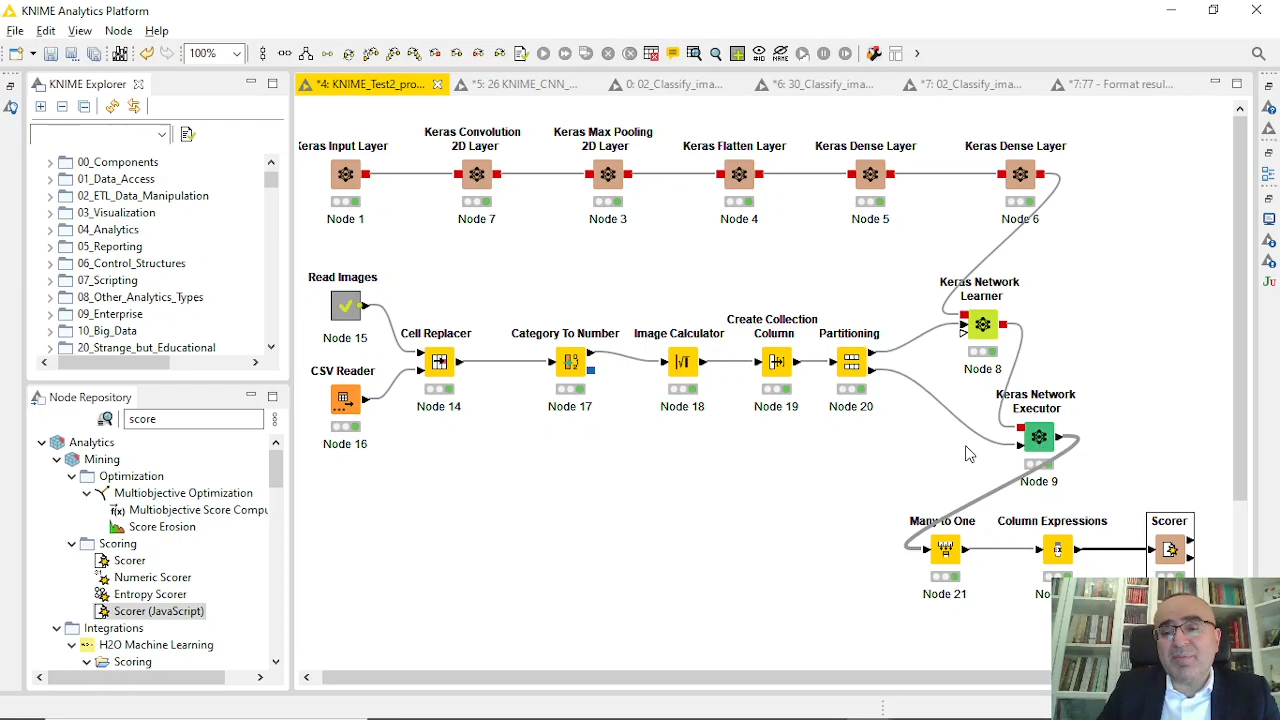 KNIME Analytics Platform
File Edit View Node Help
100%
KNIME Explorer
*4: KNIME_Test2_pro...
*5: 26 KNIME_CNN_...
0: 02_Classify_ima...
*6: 30_Classify_ima...
*7: 02_Classify_ima...
*7:77 - Format resul...
00_Components
01_Data_Access
02_ETL_Data_Manipulation
03_Visualization
04_Analytics
05_Reporting
06_Control_Structures
07_Scripting
08_Other_Analytics_Types
09_Enterprise
10_Big_Data
20_Strange_but_Educational
Node Repository
score
Analytics
Mining
Optimization
Multiobjective Optimization
Multiobjective Score Compu
Score Erosion
Scoring
Scorer
Numeric Scorer
Entropy Scorer
Scorer (JavaScript)
Integrations
H2O Machine Learning
Scoring
Keras Input Layer
Node 1
Keras Convolution
2D Layer
Node 7
Keras Max Pooling
2D Layer
Node 3
Keras Flatten Layer
Node 4
Keras Dense Layer
Node 5
Keras Dense Layer
Node 6
Read Images
Node 15
CSV Reader
Node 16
Cell Replacer
Node 14
Category To Number
Node 17
Image Calculator
Node 18
Create Collection
Column
Node 19
Partitioning
Node 20
Keras Network
Learner
Node 8
Keras Network
Executor
Node 9
Many to One
Node 21
Column Expressions
Scorer
Ju